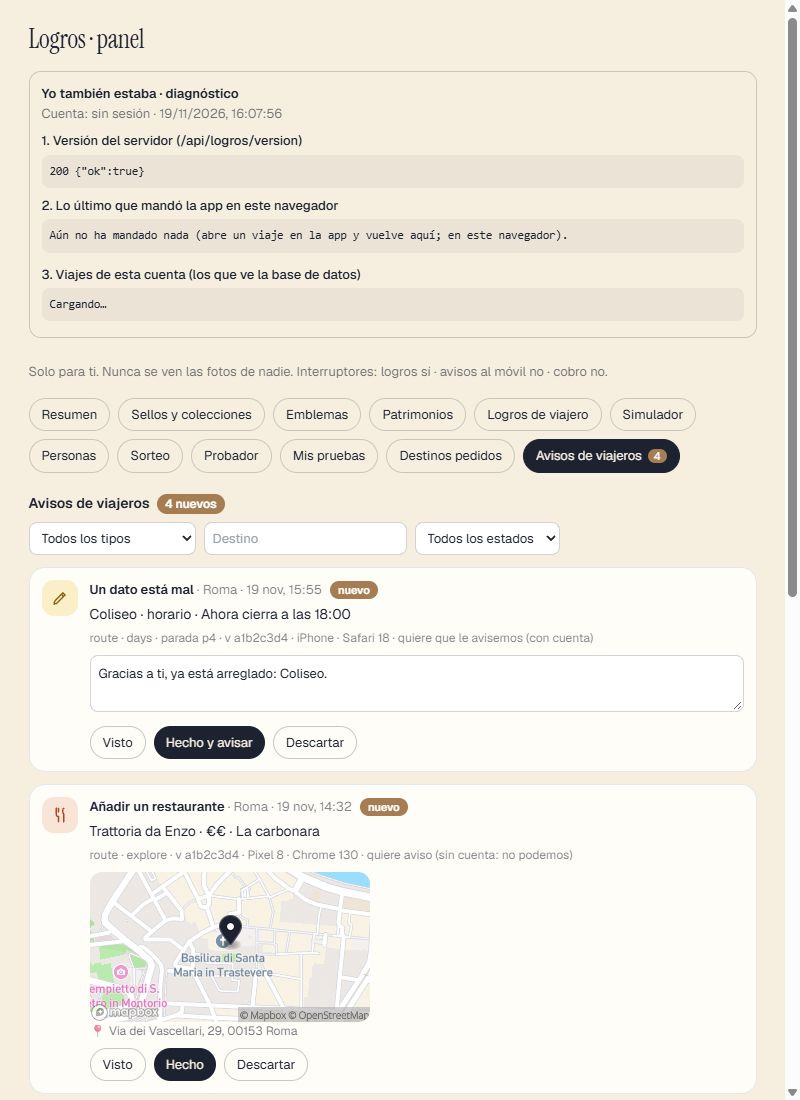 Logros · panel
Yo también estaba · diagnóstico
Cuenta: sin sesión · 19/11/2026, 16:07:56
1. Versión del servidor (/api/logros/version)
200 {"ok":true}
2. Lo último que mandó la app en este navegador
Aún no ha mandado nada (abre un viaje en la app y vuelve aquí; en este navegador).
3. Viajes de esta cuenta (los que ve la base de datos)
Cargando…
Solo para ti. Nunca se ven las fotos de nadie. Interruptores: logros sí · avisos al móvil no · cobro no.
Resumen Sellos y colecciones Emblemas Patrimonios Logros de viajero Simulador
Personas Sorteo Probador Mis pruebas Destinos pedidos Avisos de viajeros 4
Avisos de viajeros 4 nuevos
Todos los tipos Destino Todos los estados
Un dato está mal · Roma · 19 nov, 15:55 nuevo
Coliseo · horario · Ahora cierra a las 18:00
route · days · parada p4 · v a1b2c3d4 · iPhone · Safari 18 · quiere que le avisemos (con cuenta)
Gracias a ti, ya está arreglado: Coliseo.
Visto Hecho y avisar Descartar
Añadir un restaurante · Roma · 19 nov, 14:32 nuevo
Trattoria da Enzo · €€ · La carbonara
route · explore · v a1b2c3d4 · Pixel 8 · Chrome 130 · quiere aviso (sin cuenta: no podemos)
Basilica di Santa
Maria in Trastevere
empietto di S.
etro in Montorio
mapbox
© Mapbox © OpenStreetMap
Via dei Vascellari, 29, 00153 Roma
Visto Hecho Descartar